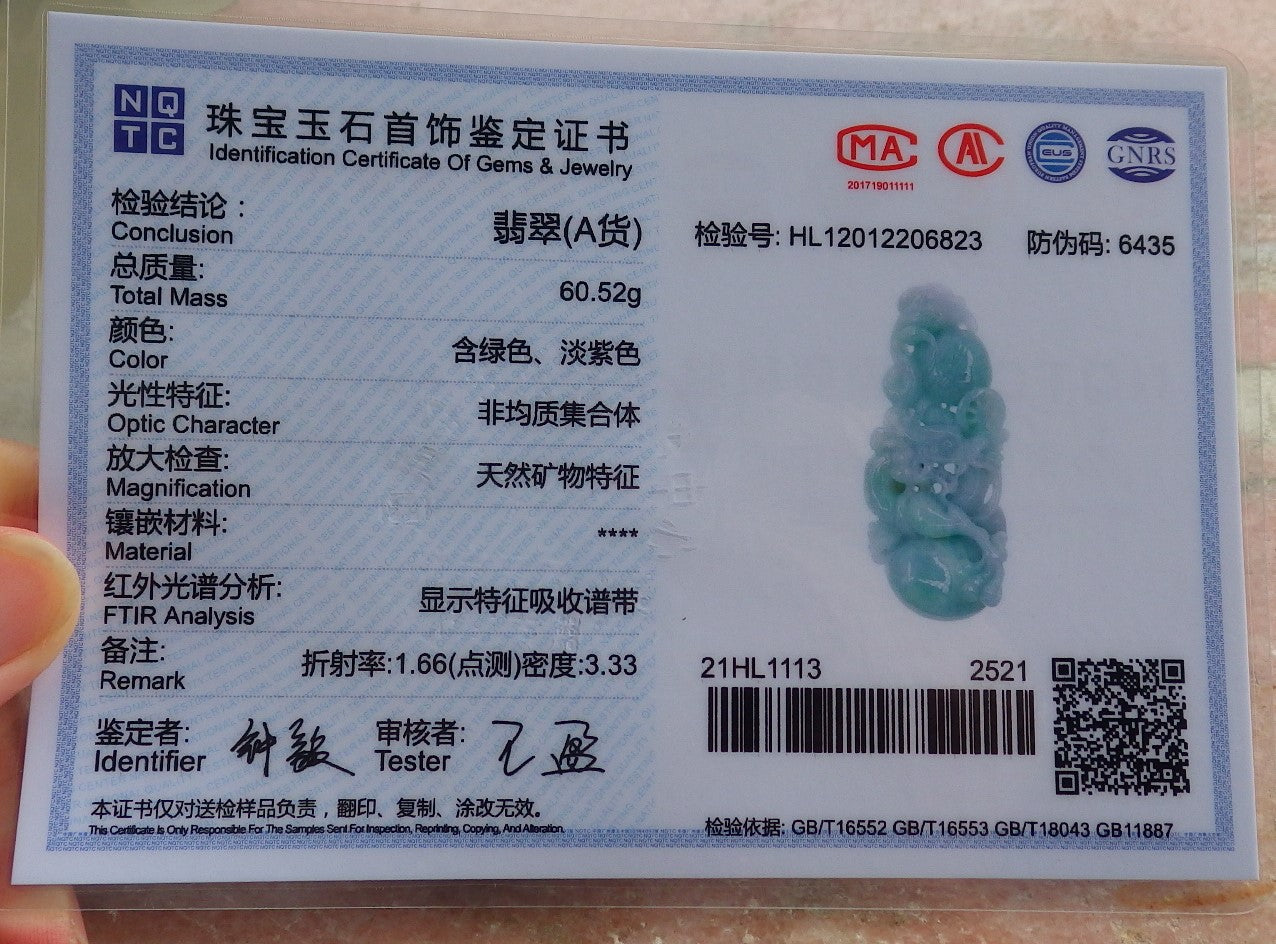 NQ
TC
珠宝玉石首饰鉴定证书
Identification Certificate Of Gems & Jewelry
MA
201719011111
GNRS
检验结论：
Conclusion
翡翠(A货)
检验号: HL12012206823
防伪码: 6435
总质量:
Total Mass
60.52g
颜色:
Color
含绿色、淡紫色
光性特征:
Optic Character
非均质集合体
放大检查:
Magnification
天然矿物特征
镶嵌材料:
Material
****
红外光谱分析:
FTIR Analysis
显示特征吸收谱带
备注:
Remark
折射率:1.66(点测)密度:3.33
21HL1113
2521
鉴定者:
Identifier
审核者:
Tester
王盈
本证书仅对送检样品负责，翻印、复制、涂改无效。
This Certificate Is Only Responsible For The Samples Sent For Inspection, Reprinting, Copying, And Alteration.
检验依据: GB/T16552 GB/T16553 GB/T18043 GB11887